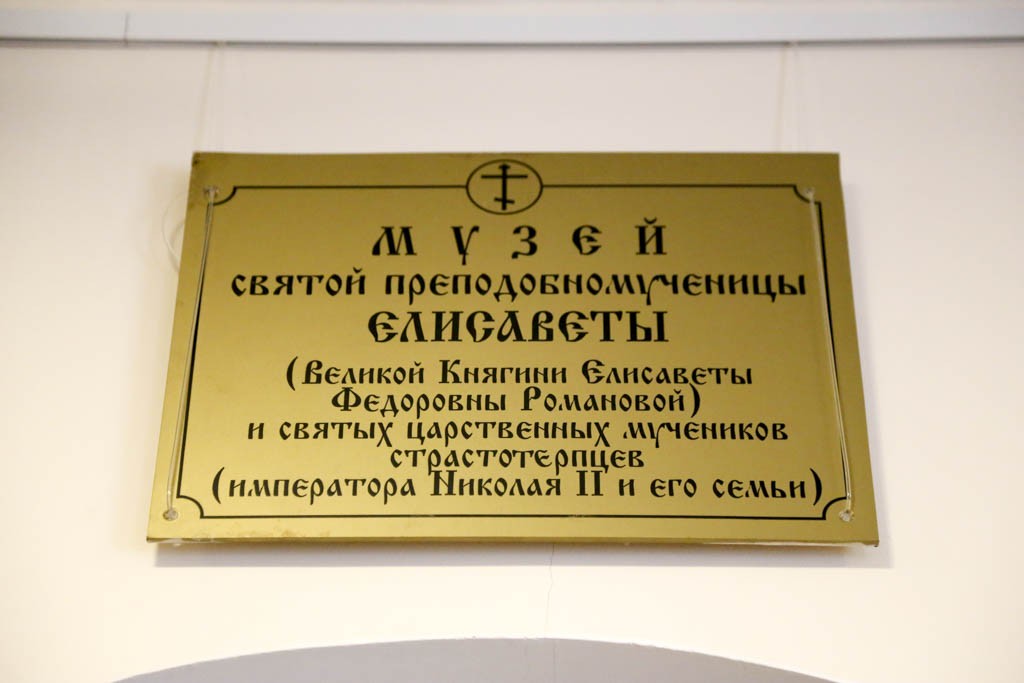 МУЗЕЙ
СВЯТОЙ ПРЕПОДОБНОМУЧЕНИЦЫ
ЕЛИСАВЕТЫ
(Великой Княгини Елисаветы
Федоровны Романовой)
и святых царственных мучеников
страстотерпцев
(императора Николая II и его семьи)